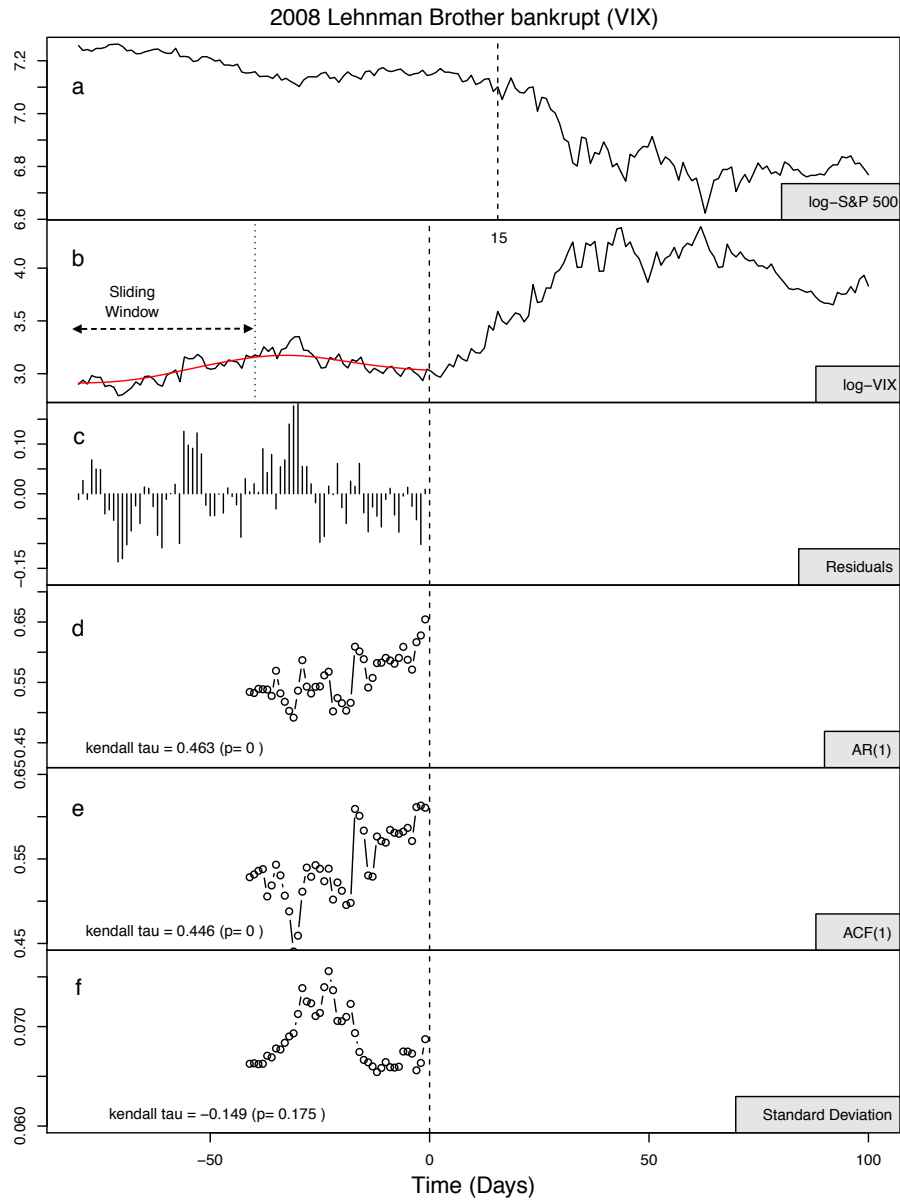 2008 Lehnman Brother bankrupt (VIX)
7.2
7.0
6.8
6.6
a
log−S&P 500
15
4.0
3.5
3.0
b
Sliding
Window
log−VIX
0.10
0.00
−0.15
c
Residuals
0.65
0.55
0.45
d
kendall tau = 0.463 (p= 0 )
AR(1)
0.65
0.55
0.45
e
kendall tau = 0.446 (p= 0 )
ACF(1)
0.070
0.060
f
kendall tau = −0.149 (p= 0.175 )
Standard Deviation
−50 0 50 100
Time (Days)